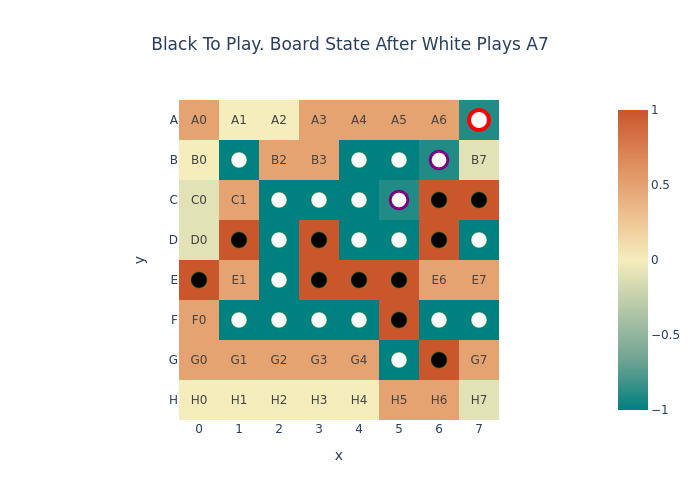 Black To Play. Board State After White Plays A7
A A0 A1 A2 A3 A4 A5 A6 1
B B0 B2 B3 B7
C C0 C1 0.5
D D0
y E E1 E6 E7 0
F F0
G G0 G1 G2 G3 G4 G7 −0.5
H H0 H1 H2 H3 H4 H5 H6 H7 −1
0 1 2 3 4 5 6 7
x